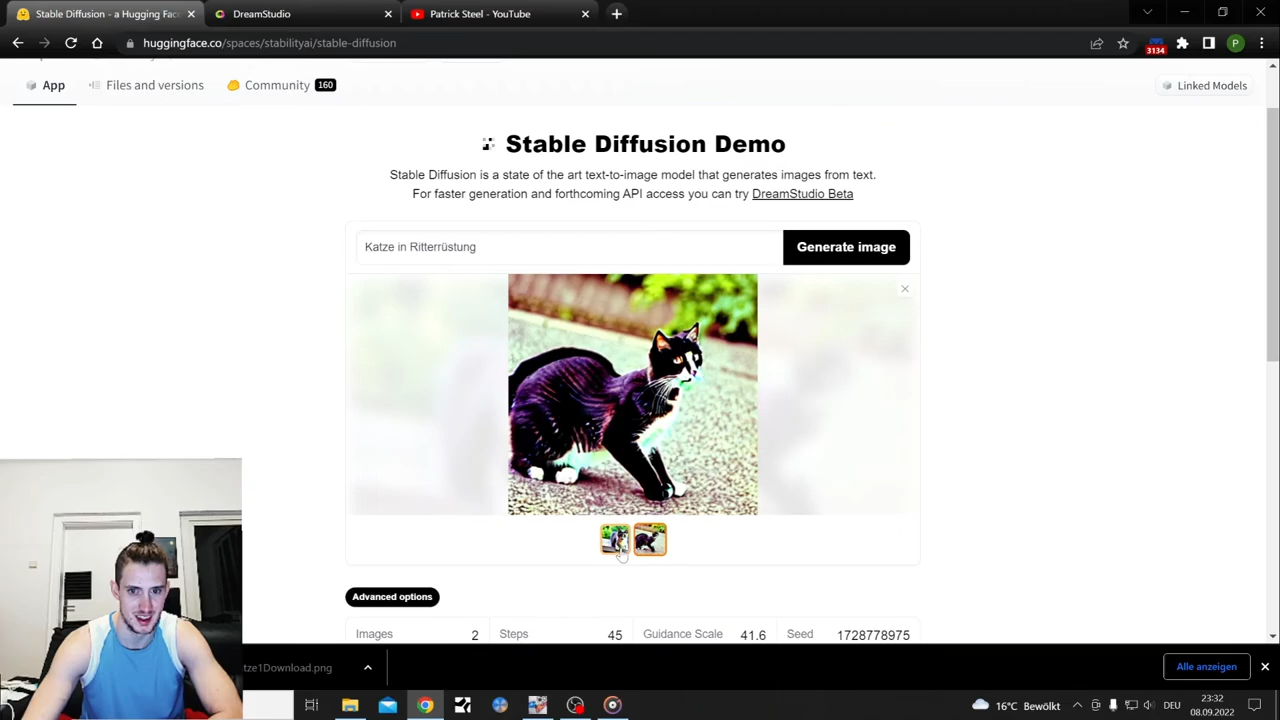 Stable Diffusion - a Hugging Fac
DreamStudio
Patrick Steel - YouTube
huggingface.co/spaces/stabilityai/stable-diffusion
3134
P
App
Files and versions
Community 160
Linked Models
Stable Diffusion Demo
Stable Diffusion is a state of the art text-to-image model that generates images from text.
For faster generation and forthcoming API access you can try DreamStudio Beta
Katze in Ritterrüstung
Generate image
Advanced options
Images 2
Steps 45
Guidance Scale 41.6
Seed 1728778975
tze1Download.png
Alle anzeigen
16°C Bewölkt
DEU
23:32
08.09.2022